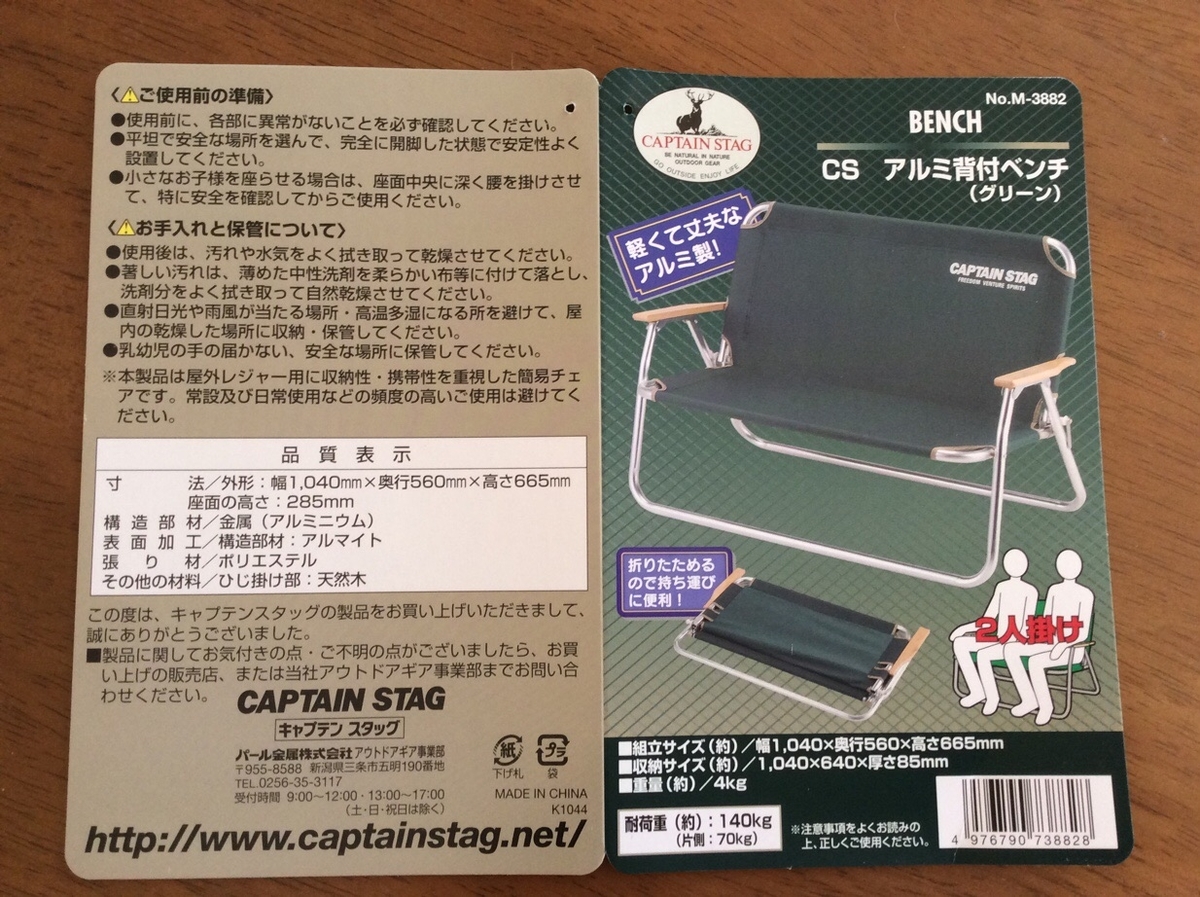 〈⚠ご使用前の準備〉
●使用前に、各部に異常がないことを必ず確認してください。
●平坦で安全な場所を選んで、完全に開脚した状態で安定性よく
設置してください。
●小さなお子様を座らせる場合は、座面中央に深く腰を掛けさせ
て、特に安全を確認してからご使用ください。
〈⚠お手入れと保管について〉
●使用後は、汚れや水気をよく拭き取って乾燥させてください。
●著しい汚れは、薄めた中性洗剤を柔らかい布等に付けて落とし、
洗剤分をよく拭き取って自然乾燥させてください。
●直射日光や雨風が当たる場所・高温多湿になる所を避けて、屋
内の乾燥した場所に収納・保管してください。
●乳幼児の手の届かない、安全な場所に保管してください。
※本製品は屋外レジャー用に収納性・携帯性を重視した簡易チェ
アです。常設及び日常使用などの頻度の高いご使用は避けてく
ださい。
品質表示
寸法／外形：幅1,040mm×奥行560mm×高さ665mm
座面の高さ：285mm
構造部材／金属（アルミニウム）
表面加工／構造部材：アルマイト
張り材／ポリエステル
その他の材料／ひじ掛け部：天然木
この度は、キャプテンスタッグの製品をお買い上げいただきまして、
誠にありがとうございました。
■製品に関してお気付きの点・ご不明の点がございましたら、お買
い上げの販売店、または当社アウトドアギア事業部までお問い合
わせください。
CAPTAIN STAG
キャプテン スタッグ
パール金属株式会社 アウトドアギア事業部
〒955-8588 新潟県三条市五明190番地
TEL.0256-35-3117
受付時間 9:00〜12:00・13:00〜17:00
（土・日・祝日は除く）
紙
下げ札
プラ
袋
MADE IN CHINA
K1044
http://www.captainstag.net/
CAPTAIN STAG
BE NATURAL IN NATURE
OUTDOOR GEAR
GO OUTSIDE ENJOY LIFE
No.M-3882
BENCH
CS アルミ背付ベンチ
（グリーン）
軽くて丈夫な
アルミ製！
CAPTAIN STAG
FREEDOM VENTURE SPIRITS
折りたためる
ので持ち運び
に便利！
2人掛け
■組立サイズ（約）／幅1,040×奥行560×高さ665mm
■収納サイズ（約）／1,040×640×厚さ85mm
■重量（約）／4kg
耐荷重（約）：140kg
（片側：70kg）
※注意事項をよくお読みの
上、正しくご使用ください。
4 976790 738828